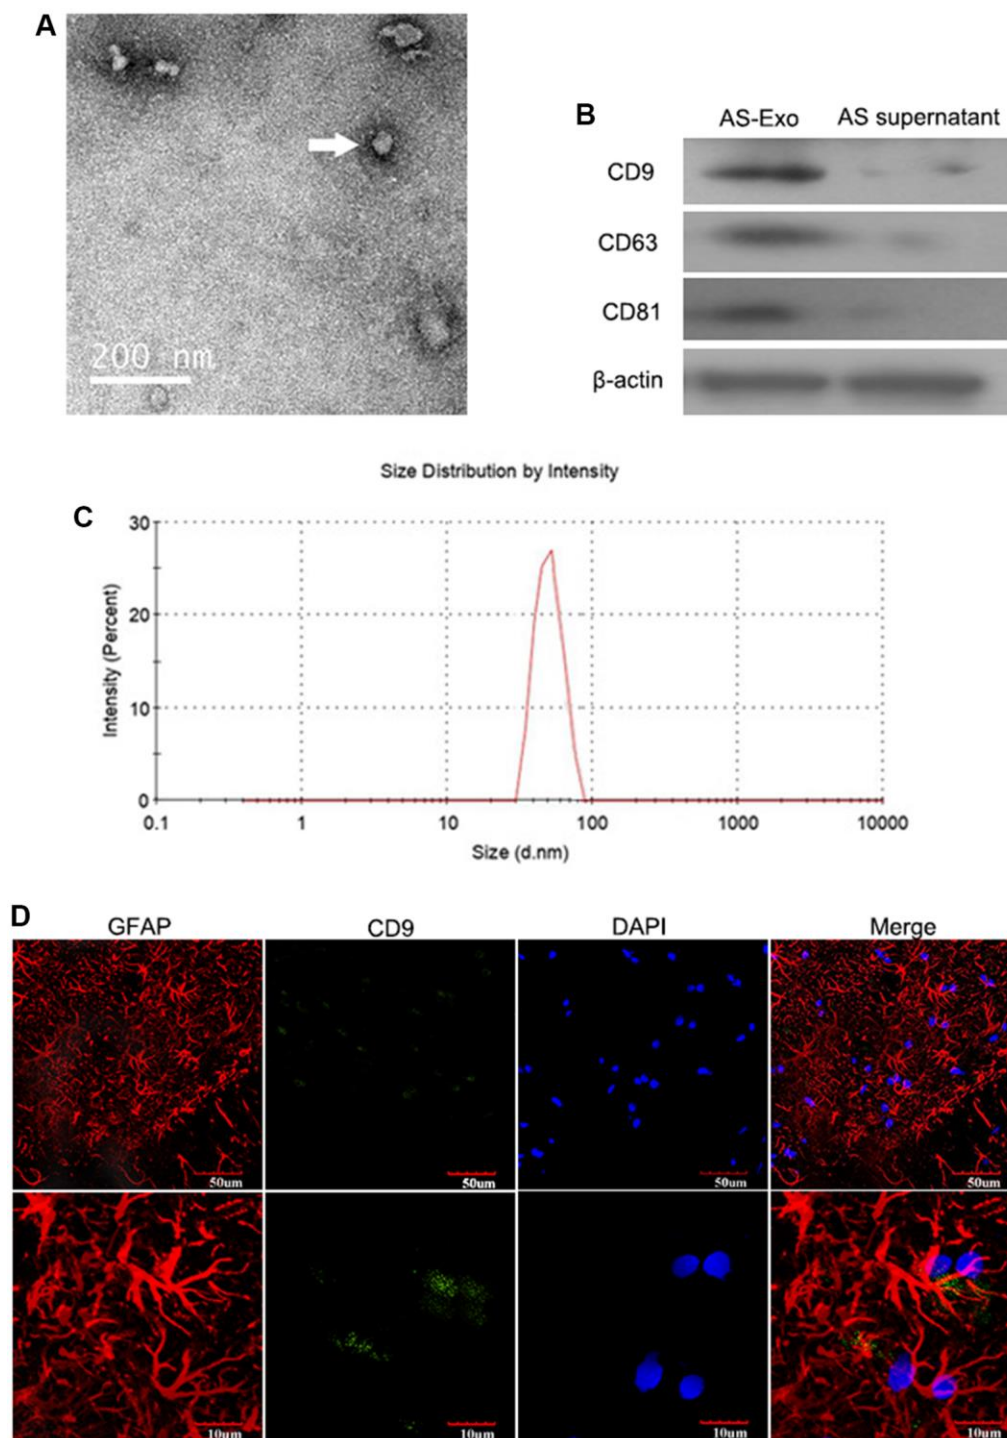 A
200 nm
B
AS-Exo AS supernatant
CD9
CD63
CD81
β-actin
Size Distribution by Intensity
C
Intensity (Percent)
30
20
10
0
0.1 1 10 100 1000 10000
Size (d.nm)
D
GFAP CD9 DAPI Merge
50um 50um 50um 50um
10um 10um 10um 10um